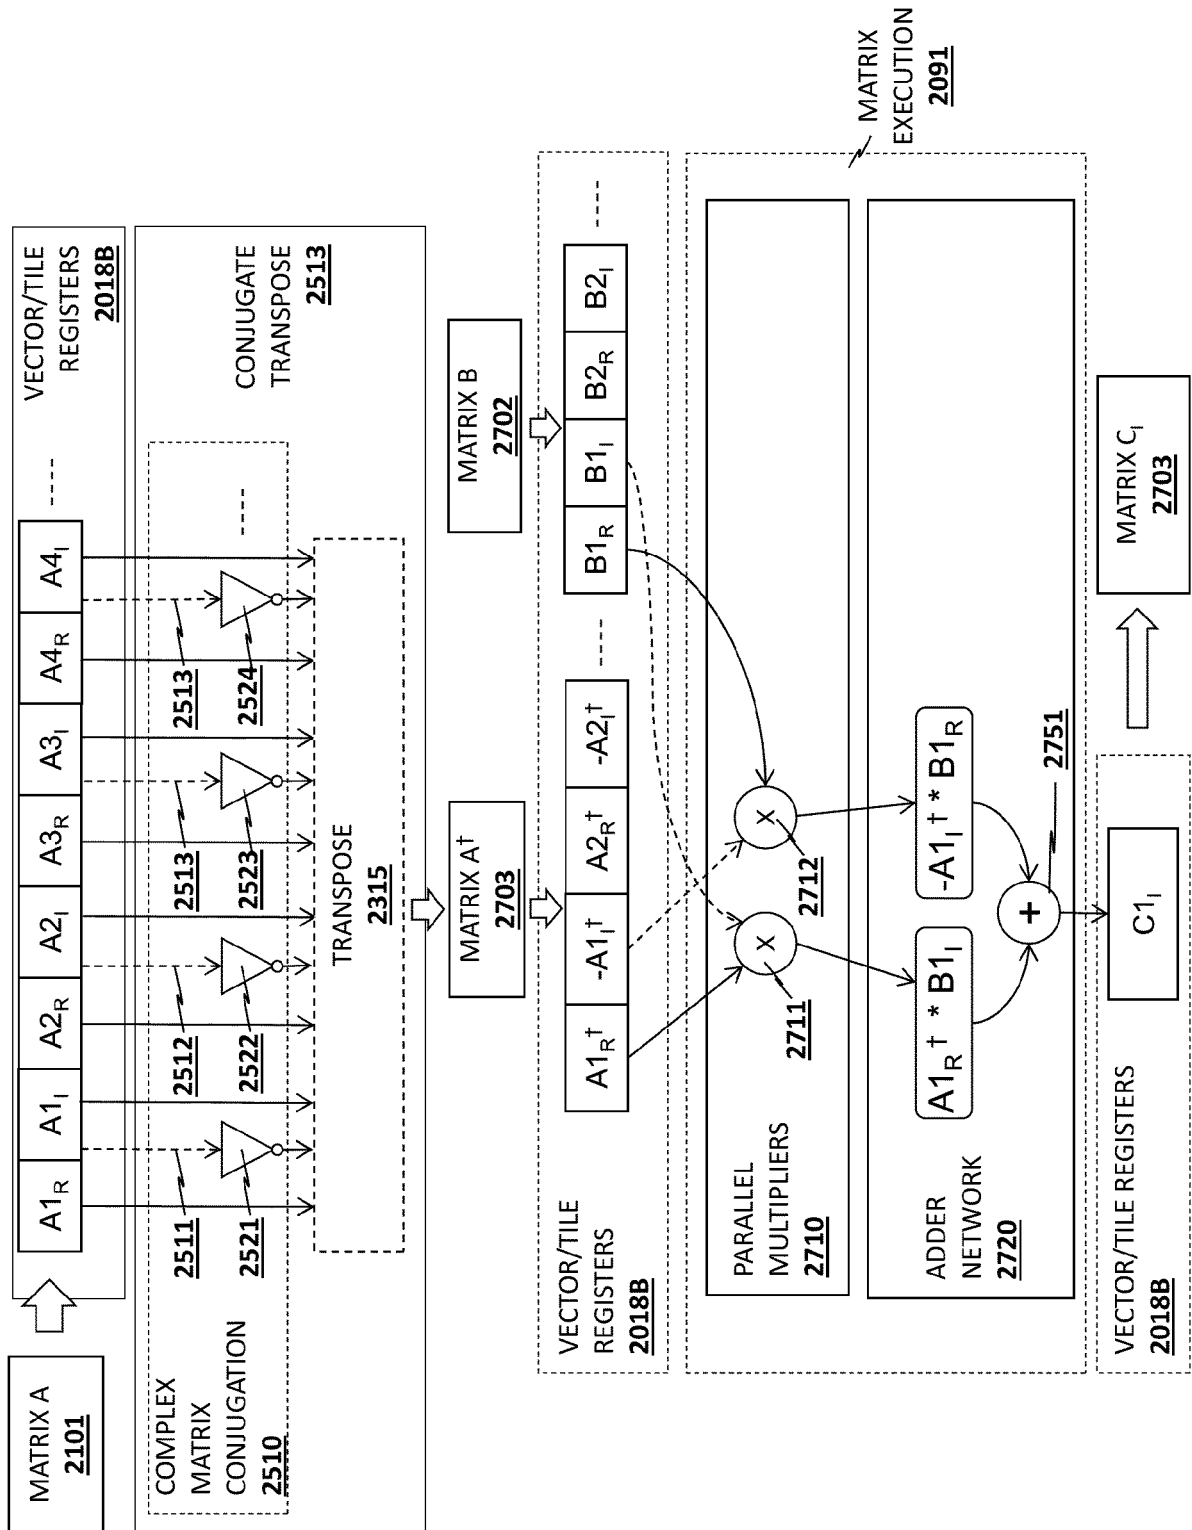 MATRIX A
2101
A1R
A1I
A2R
A2I
A3R
A3I
A4R
A4I
VECTOR/TILE
REGISTERS
2018B
COMPLEX
MATRIX
CONJUGATION
2510
2511
2521
2512
2522
2513
2523
2513
2524
CONJUGATE
TRANSPOSE
2513
TRANSPOSE
2315
MATRIX A†
2703
MATRIX B
2702
VECTOR/TILE
REGISTERS
2018B
A1R†
-A1I†
A2R†
-A2I†
B1R
B1I
B2R
B2I
PARALLEL
MULTIPLIERS
2710
X
2711
X
2712
MATRIX
EXECUTION
2091
ADDER
NETWORK
2720
A1R† * B1I
-A1I† * B1R
+
2751
VECTOR/TILE REGISTERS
2018B
C1I
MATRIX CI
2703